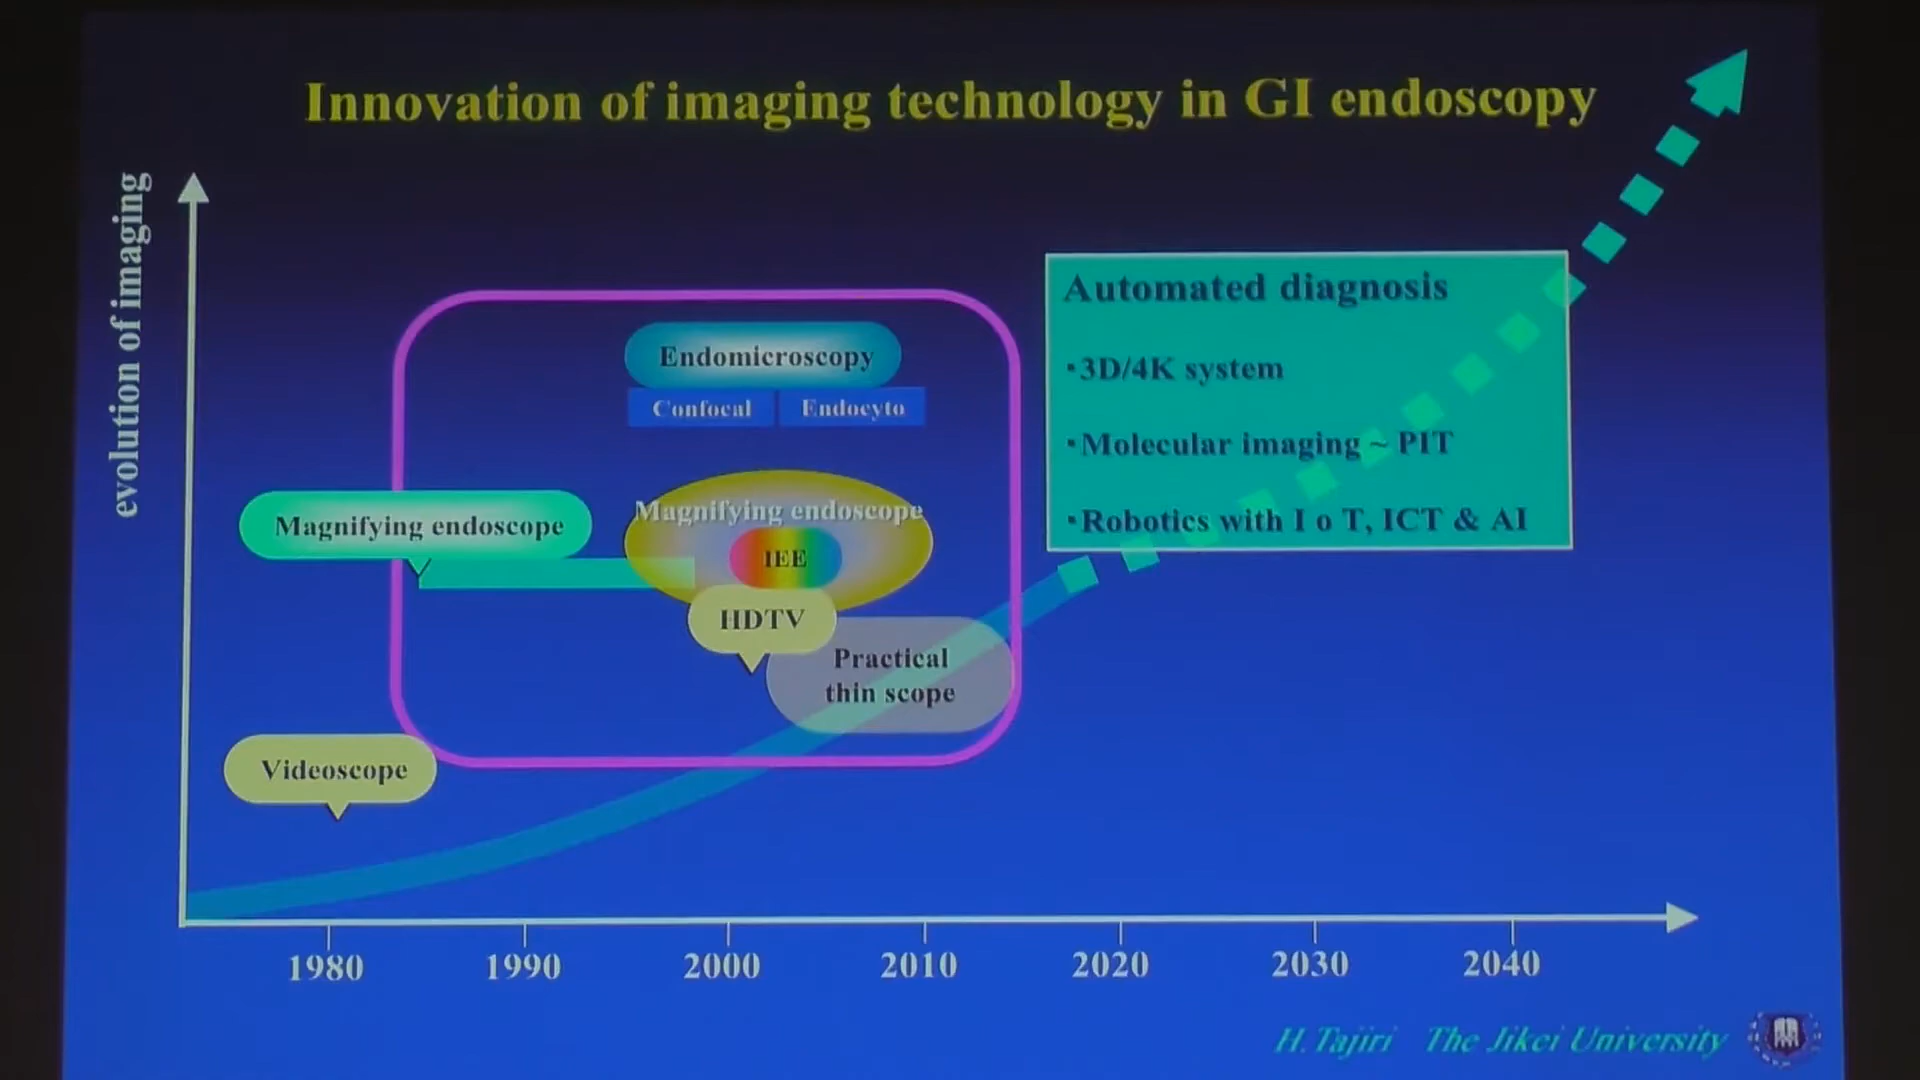 Innovation of imaging technology in GI endoscopy
evolution of imaging
Endomicroscopy
Confocal
Endocyto
Magnifying endoscope
Magnifying endoscope
IEE
HDTV
Practical
thin scope
Videoscope
Automated diagnosis
・3D/4K system
・Molecular imaging ~ PIT
・Robotics with I o T, ICT & AI
1980
1990
2000
2010
2020
2030
2040
H. Tajiri The Jikei University